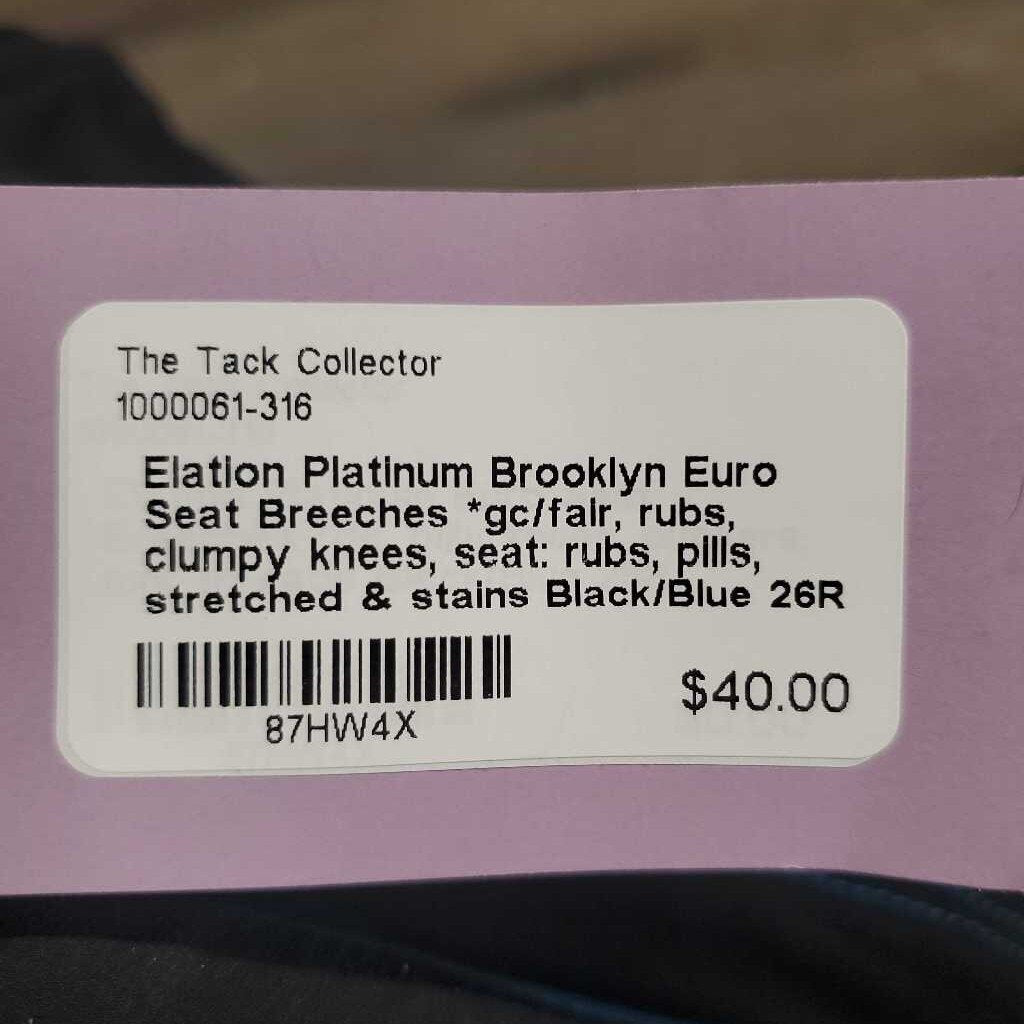 The Tack Collector
1000061-316
Elation Platinum Brooklyn Euro
Seat Breeches *gc/fair, rubs,
clumpy knees, seat: rubs, pills,
stretched & stains Black/Blue 26R
87HW4X
$40.00